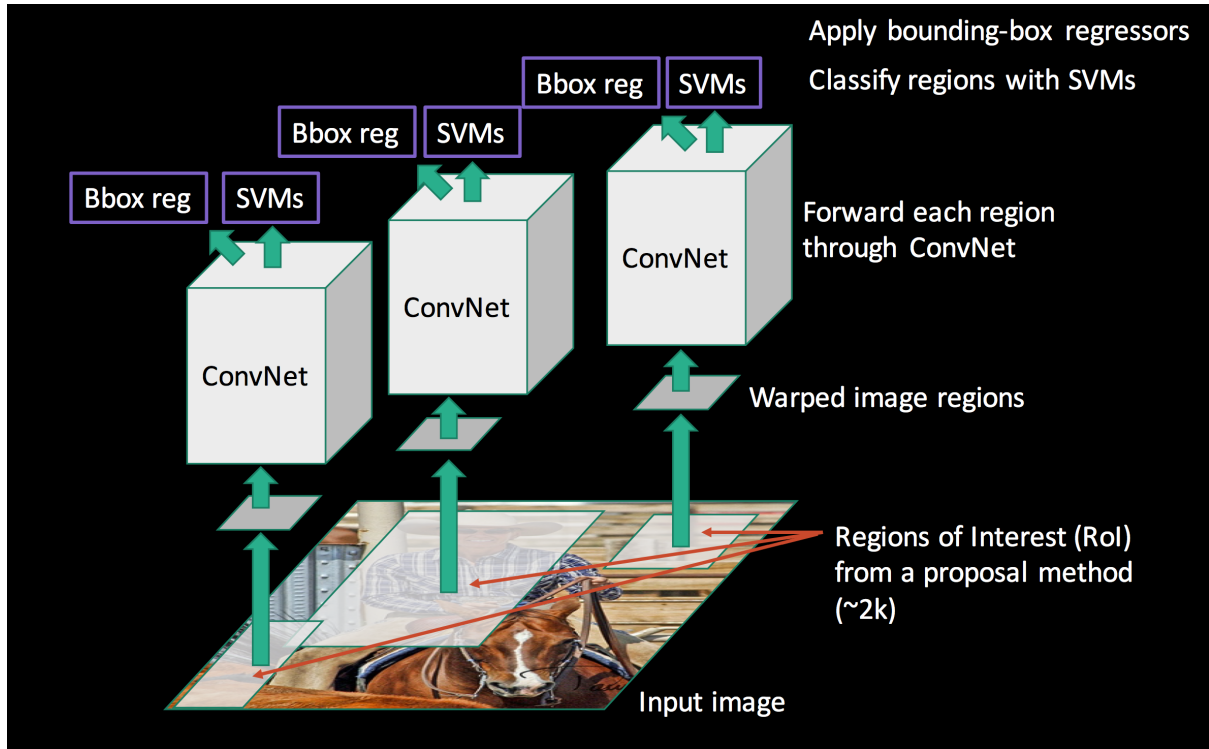 Apply bounding-box regressors
Bbox reg
SVMs
Classify regions with SVMs
Bbox reg
SVMs
Bbox reg
SVMs
Forward each region
through ConvNet
ConvNet
ConvNet
ConvNet
Warped image regions
Regions of Interest (RoI)
from a proposal method
(~2k)
Input image